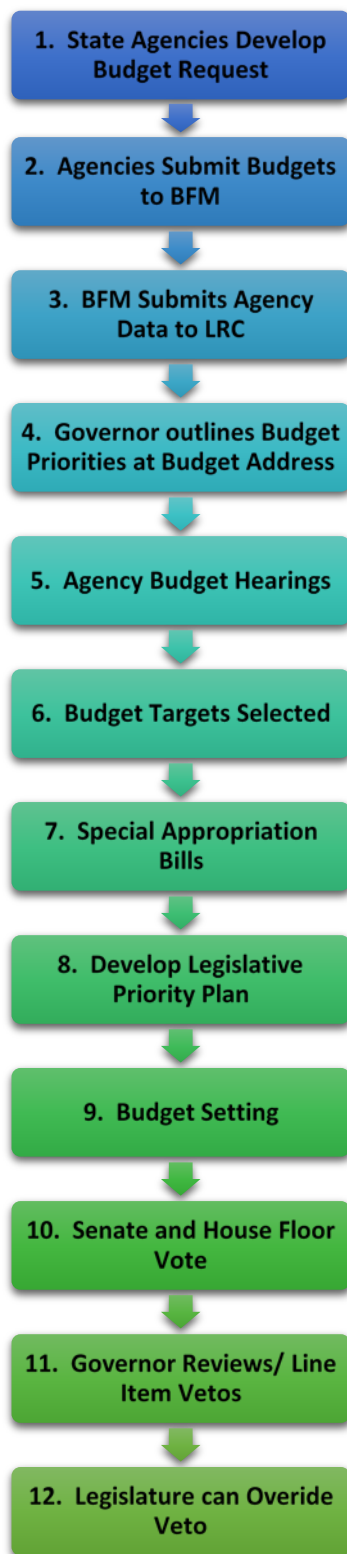 1. State Agencies Develop
Budget Request
2. Agencies Submit Budgets
to BFM
3. BFM Submits Agency
Data to LRC
4. Governor outlines Budget
Priorities at Budget Address
5. Agency Budget Hearings
6. Budget Targets Selected
7. Special Appropriation
Bills
8. Develop Legislative
Priority Plan
9. Budget Setting
10. Senate and House Floor
Vote
11. Governor Reviews/ Line
Item Vetos
12. Legislature can Overide
Veto